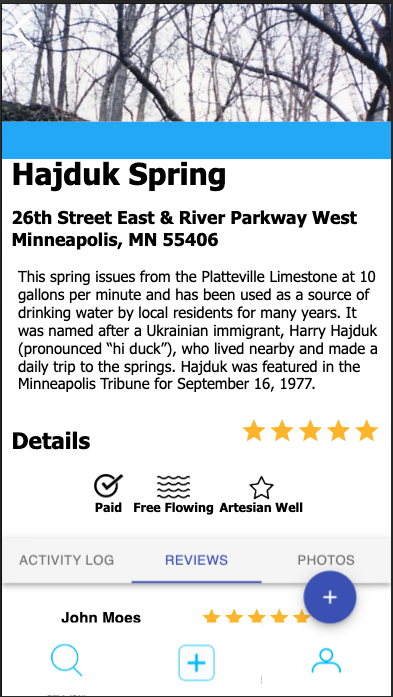 Hajduk Spring
26th Street East & River Parkway West
Minneapolis, MN 55406
This spring issues from the Platteville Limestone at 10
gallons per minute and has been used as a source of
drinking water by local residents for many years. It
was named after a Ukrainian immigrant, Harry Hajduk
(pronounced “hi duck”), who lived nearby and made a
daily trip to the springs. Hajduk was featured in the
Minneapolis Tribune for September 16, 1977.
Details
Paid Free Flowing Artesian Well
ACTIVITY LOG REVIEWS PHOTOS
John Moes